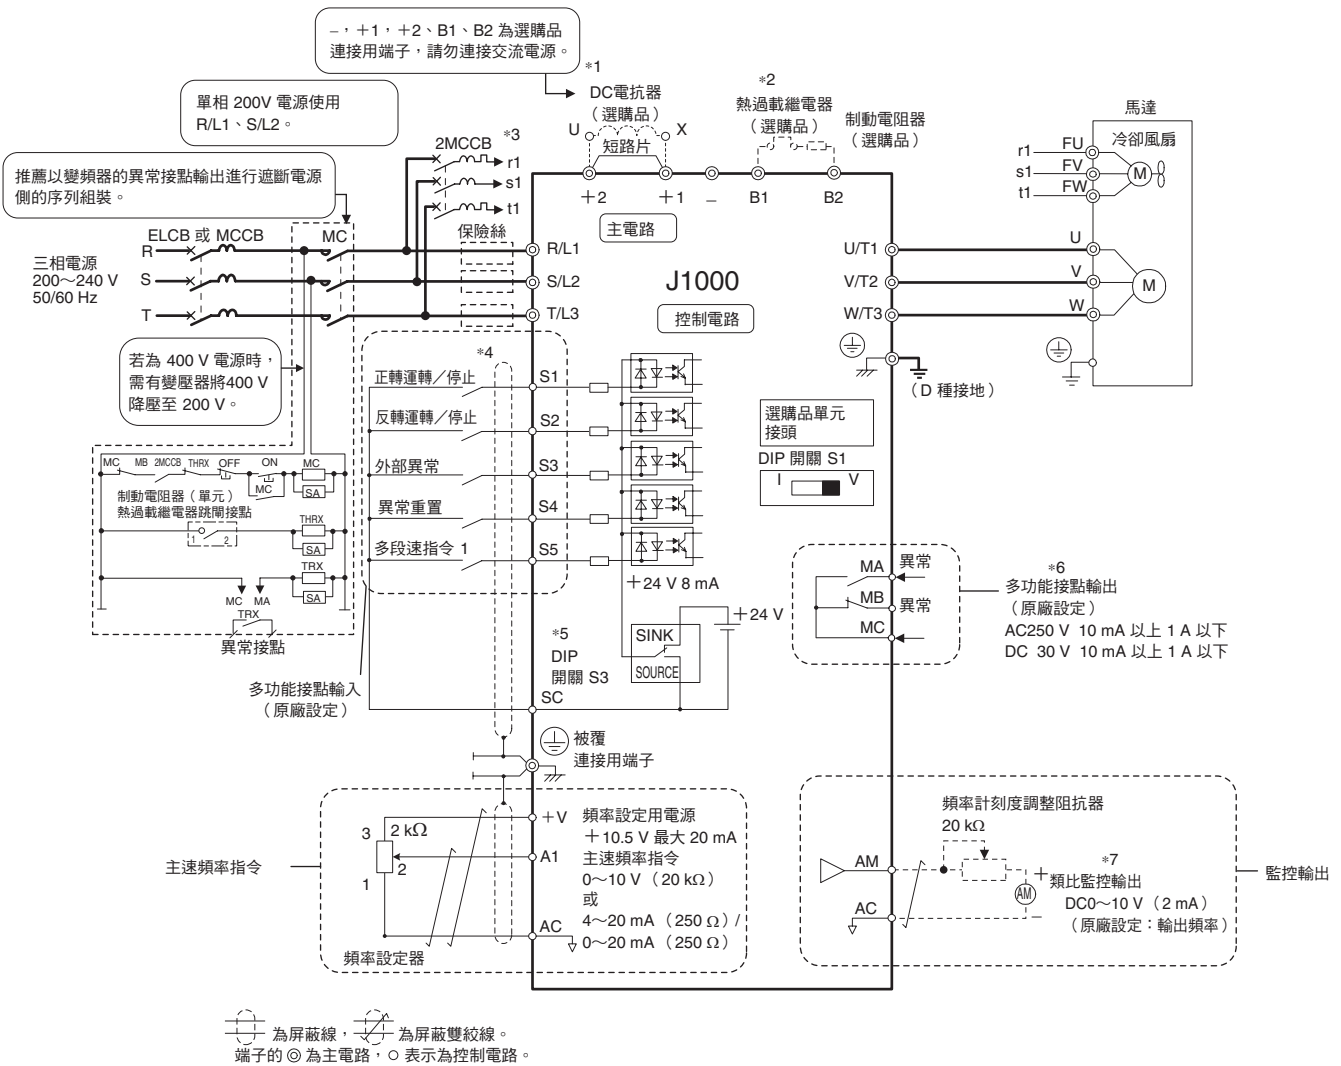 –，＋1，＋2、B1、B2 為選購品
連接用端子，請勿連接交流電源。
單相 200V 電源使用
R/L1、S/L2。
推薦以變頻器的異常接點輸出進行遮斷電源
側的序列組裝。
*1
DC電抗器
（選購品）
U
X
短路片
*2
熱過載繼電器
（選購品）
制動電阻器
（選購品）
馬達
冷卻風扇
r1
FU
s1
FV
t1
FW
M
2MCCB
*3
r1
s1
t1
保險絲
＋2
＋1
–
B1
B2
主電路
ELCB 或 MCCB
MC
三相電源
200～240 V
50/60 Hz
R
S
T
R/L1
S/L2
T/L3
J1000
控制電路
U/T1
V/T2
W/T3
U
V
W
M
（D 種接地）
若為 400 V 電源時，
需有變壓器將400 V
降壓至 200 V。
*4
正轉運轉／停止
S1
反轉運轉／停止
S2
外部異常
S3
異常重置
S4
多段速指令 1
S5
＋24 V 8 mA
選購品單元
接頭
DIP 開關 S1
I
V
MC
MB
2MCCB
THRX
OFF
ON
MC
MC
SA
制動電阻器（單元）
熱過載繼電器跳閘接點
1
2
THRX
SA
TRX
SA
MC
MA
TRX
異常接點
多功能接點輸入
（原廠設定）
*5
DIP
開關 S3
SINK
SOURCE
＋24 V
SC
MA
異常
MB
異常
MC
*6
多功能接點輸出
（原廠設定）
AC250 V 10 mA 以上 1 A 以下
DC 30 V 10 mA 以上 1 A 以下
被覆
連接用端子
主速頻率指令
3
2 kΩ
2
1
頻率設定器
＋V
頻率設定用電源
＋10.5 V 最大 20 mA
A1
主速頻率指令
0～10 V（20 kΩ）
或
4～20 mA（250 Ω）/
0～20 mA（250 Ω）
AC
頻率計刻度調整阻抗器
20 kΩ
AM
*7
＋
類比監控輸出
AM
DC0～10 V（2 mA）
（原廠設定：輸出頻率）
–
AC
監控輸出
為屏蔽線，
為屏蔽雙絞線。
端子的 ◎ 為主電路，○ 表示為控制電路。